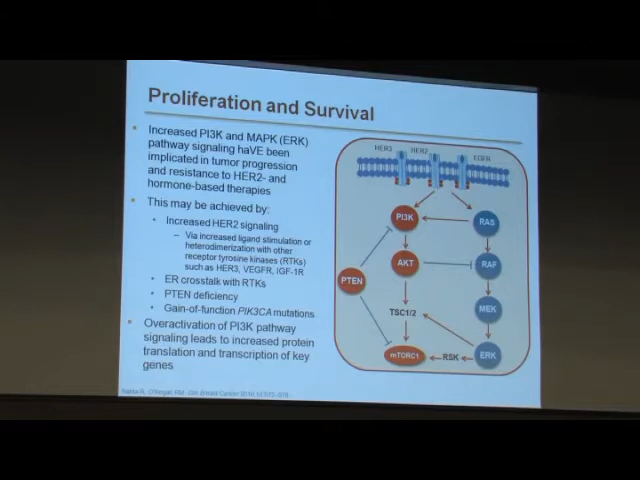 Proliferation and Survival
Increased PI3K and MAPK (ERK)
pathway signaling haVE been
implicated in tumor progression
and resistance to HER2- and
hormone-based therapies
This may be achieved by:
Increased HER2 signaling
– Via increased ligand stimulation or
heterodimerization with other
receptor tyrosine kinases (RTKs)
such as HER3, VEGFR, IGF-1R
ER crosstalk with RTKs
PTEN deficiency
Gain-of-function PIK3CA mutations
Overactivation of PI3K pathway
signaling leads to increased protein
translation and transcription of key
genes
HER3
HER2
EGFR
PI3K
RAS
AKT
RAF
PTEN
TSC1/2
MEK
mTORC1
RSK
ERK